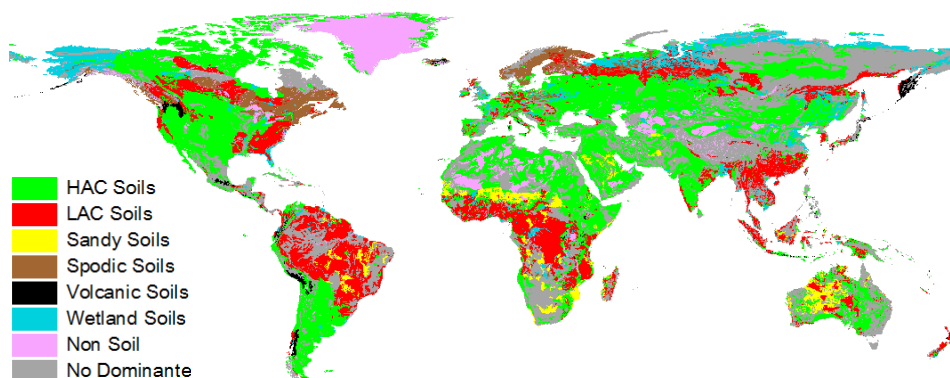 HAC Soils
LAC Soils
Sandy Soils
Spodic Soils
Volcanic Soils
Wetland Soils
Non Soil
No Dominante